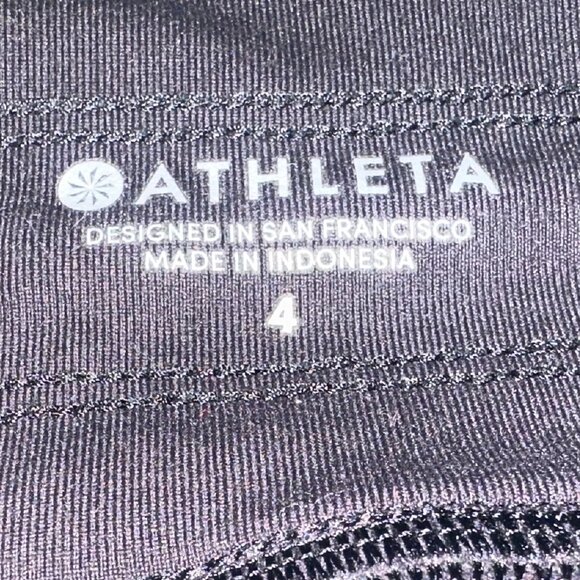 ATHLETA
DESIGNED IN SAN FRANCISCO
MADE IN INDONESIA
4